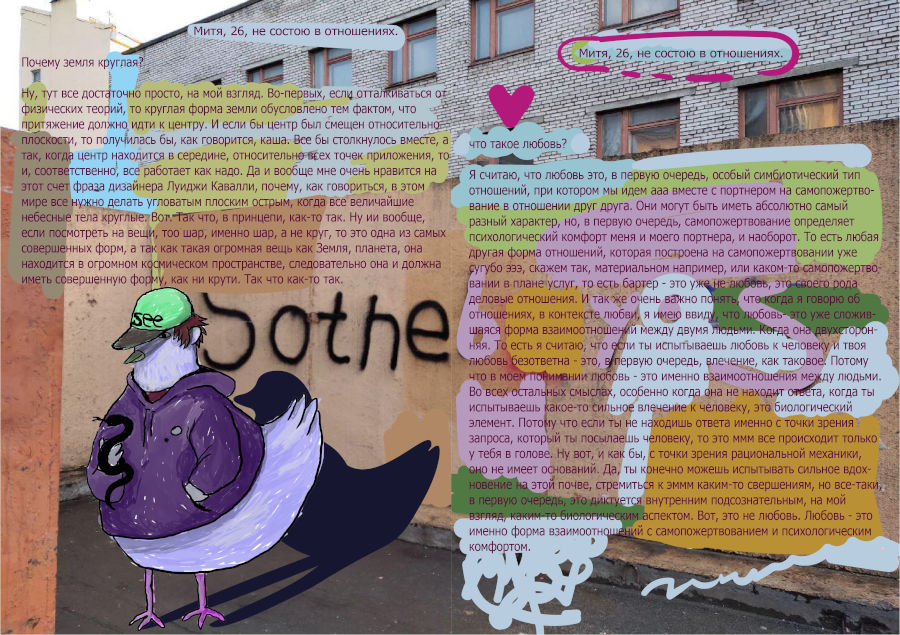 Митя, 26, не состою в отношениях.
Почему земля круглая?
Ну, тут все достаточно просто, на мой взгляд. Во-первых, если отталкиваться от
физических теорий, то круглая форма земли обусловлено тем фактом, что
притяжение должно идти к центру. И если бы центр был смещен относительно
плоскости, то получилась бы, как говорится, каша. Все бы столкнулось вместе, а
так, когда центр находится в середине, относительно всех точек приложения, то
и, соответственно, все работает как надо. Да и вообще мне очень нравится на
этот счет фраза дизайнера Луиджи Кавалли, почему, как говориться, в этом
мире все нужно делать угловатым плоским острым, когда все величайшие
небесные тела круглые. Вот. Так что, в принципи, как-то так. Ну ии вообще,
если посмотреть на вещи, тоо шар, именно шар, а не круг, то это одна из самых
совершенных форм, а так как такая огромная вещь как Земля, планета, она
находится в огромном космическом пространстве, следовательно она и должна
иметь совершенную форму, как ни крути. Так что как-то так.
see
Sothe
Митя, 26, не состою в отношениях.
что такое любовь?
Я считаю, что любовь это, в первую очередь, особый симбиотический тип
отношений, при котором мы идем ааа вместе с портнером на самопожертво-
вание в отношении друг друга. Они могут быть иметь абсолютно самый
разный характер, но, в первую очередь, самопожертвование определяет
психологический комфорт меня и моего портнера, и наоборот. То есть любая
другая форма отношений, которая построена на самопожертвовании уже
сугубо эээ, скажем так, материальном например, или каком-то самопожертво-
вании в плане услуг, то есть бартер - это уже не любовь, это своего рода
деловые отношения. И так же очень важно понять, что когда я говорю об
отношениях, в контексте любви, я имею ввиду, что любовь- это уже сложив-
шаяся форма взаимоотношений между двумя людьми. Когда она двухсторон-
няя. То есть я считаю, что если ты испытываешь любовь к человеку и твоя
любовь безответна - это, в первую очередь, влечение, как таковое. Потому
что в моем понимании любовь - это именно взаимоотношения между людьми.
Во всех остальных смыслах, особенно когда она не находит ответа, когда ты
испытываешь какое-то сильное влечение к человеку, это биологический
элемент. Потому что если ты не находишь ответа именно с точки зрения
запроса, который ты посылаешь человеку, то это ммм все происходит только
у тебя в голове. Ну вот, и как бы, с точки зрения рациональной механики,
оно не имеет оснований. Да, ты конечно можешь испытывать сильное вдох-
новение на этой почве, стремиться к эммм каким-то свершениям, но все-таки,
в первую очередь, это диктуется внутренним подсознательным, на мой
взгляд, каким-то биологическим аспектом. Вот, это не любовь. Любовь - это
именно форма взаимоотношений с самопожертвованием и психологическим
комфортом.